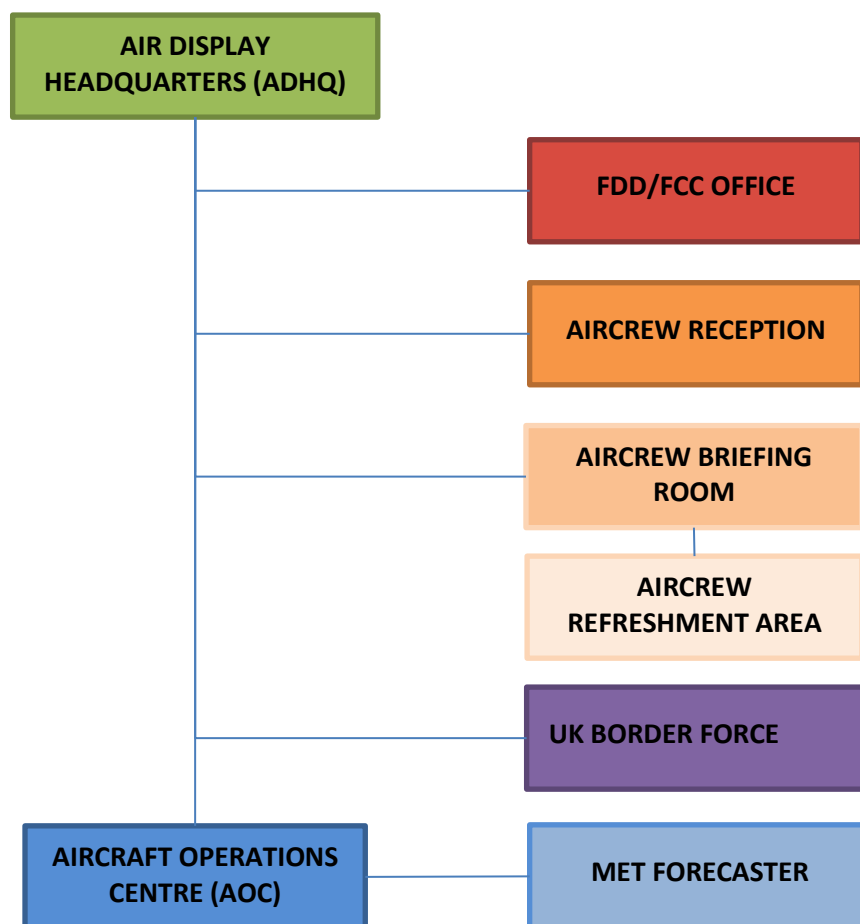 AIR DISPLAY
HEADQUARTERS (ADHQ)
FDD/FCC OFFICE
AIRCREW RECEPTION
AIRCREW BRIEFING
ROOM
AIRCREW
REFRESHMENT AREA
UK BORDER FORCE
AIRCRAFT OPERATIONS
CENTRE (AOC)
MET FORECASTER